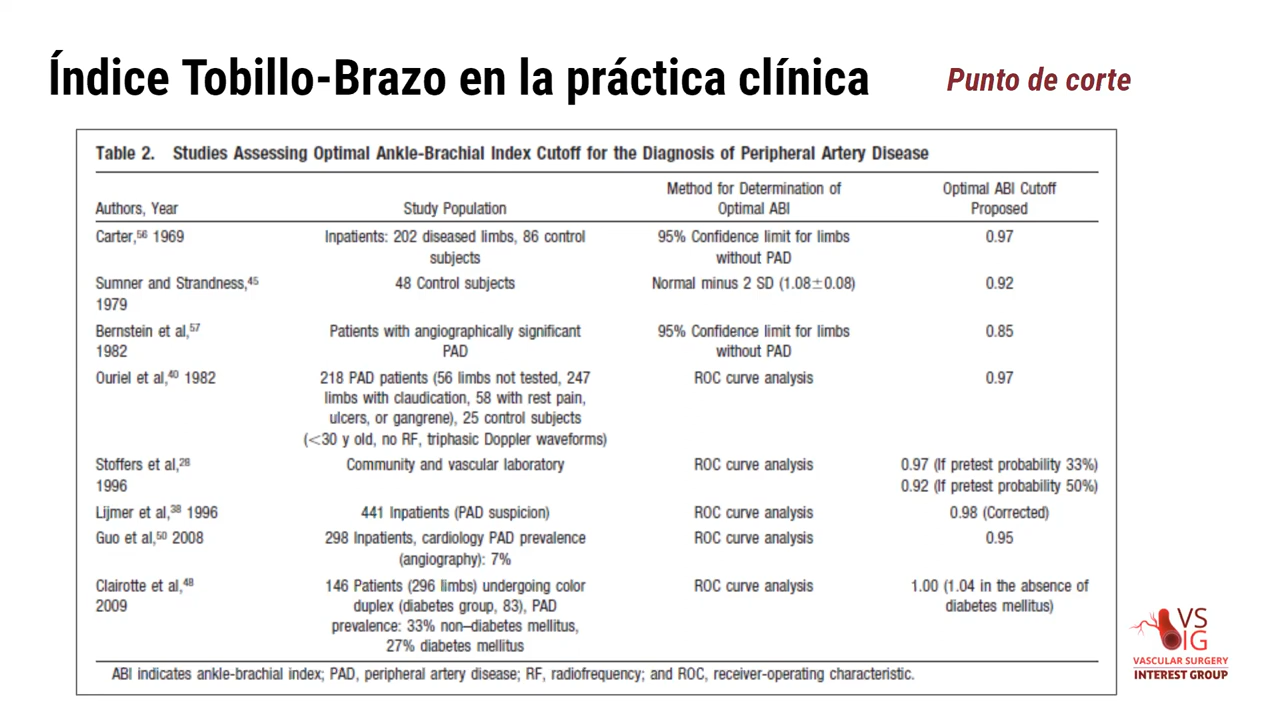 Índice Tobillo-Brazo en la práctica clínica
Punto de corte
Table 2. Studies Assessing Optimal Ankle-Brachial Index Cutoff for the Diagnosis of Peripheral Artery Disease
Authors, Year
Study Population
Method for Determination of
Optimal ABI
Optimal ABI Cutoff
Proposed
Carter,56 1969
Inpatients: 202 diseased limbs, 86 control
subjects
95% Confidence limit for limbs
without PAD
0.97
Sumner and Strandness,45
1979
48 Control subjects
Normal minus 2 SD (1.08±0.08)
0.92
Bernstein et al,57
1982
Patients with angiographically significant
PAD
95% Confidence limit for limbs
without PAD
0.85
Ouriel et al,40 1982
218 PAD patients (56 limbs not tested, 247
limbs with claudication, 58 with rest pain,
ulcers, or gangrene), 25 control subjects
(<30 y old, no RF, triphasic Doppler waveforms)
ROC curve analysis
0.97
Stoffers et al,28
1996
Community and vascular laboratory
ROC curve analysis
0.97 (If pretest probability 33%)
0.92 (If pretest probability 50%)
Lijmer et al,38 1996
441 Inpatients (PAD suspicion)
ROC curve analysis
0.98 (Corrected)
Guo et al,50 2008
298 Inpatients, cardiology PAD prevalence
(angiography): 7%
ROC curve analysis
0.95
Clairotte et al,48
2009
146 Patients (296 limbs) undergoing color
duplex (diabetes group, 83), PAD
prevalence: 33% non–diabetes mellitus,
27% diabetes mellitus
ROC curve analysis
1.00 (1.04 in the absence of
diabetes mellitus)
ABI indicates ankle-brachial index; PAD, peripheral artery disease; RF, radiofrequency; and ROC, receiver-operating characteristic.
VS
IG
VASCULAR SURGERY
INTEREST GROUP